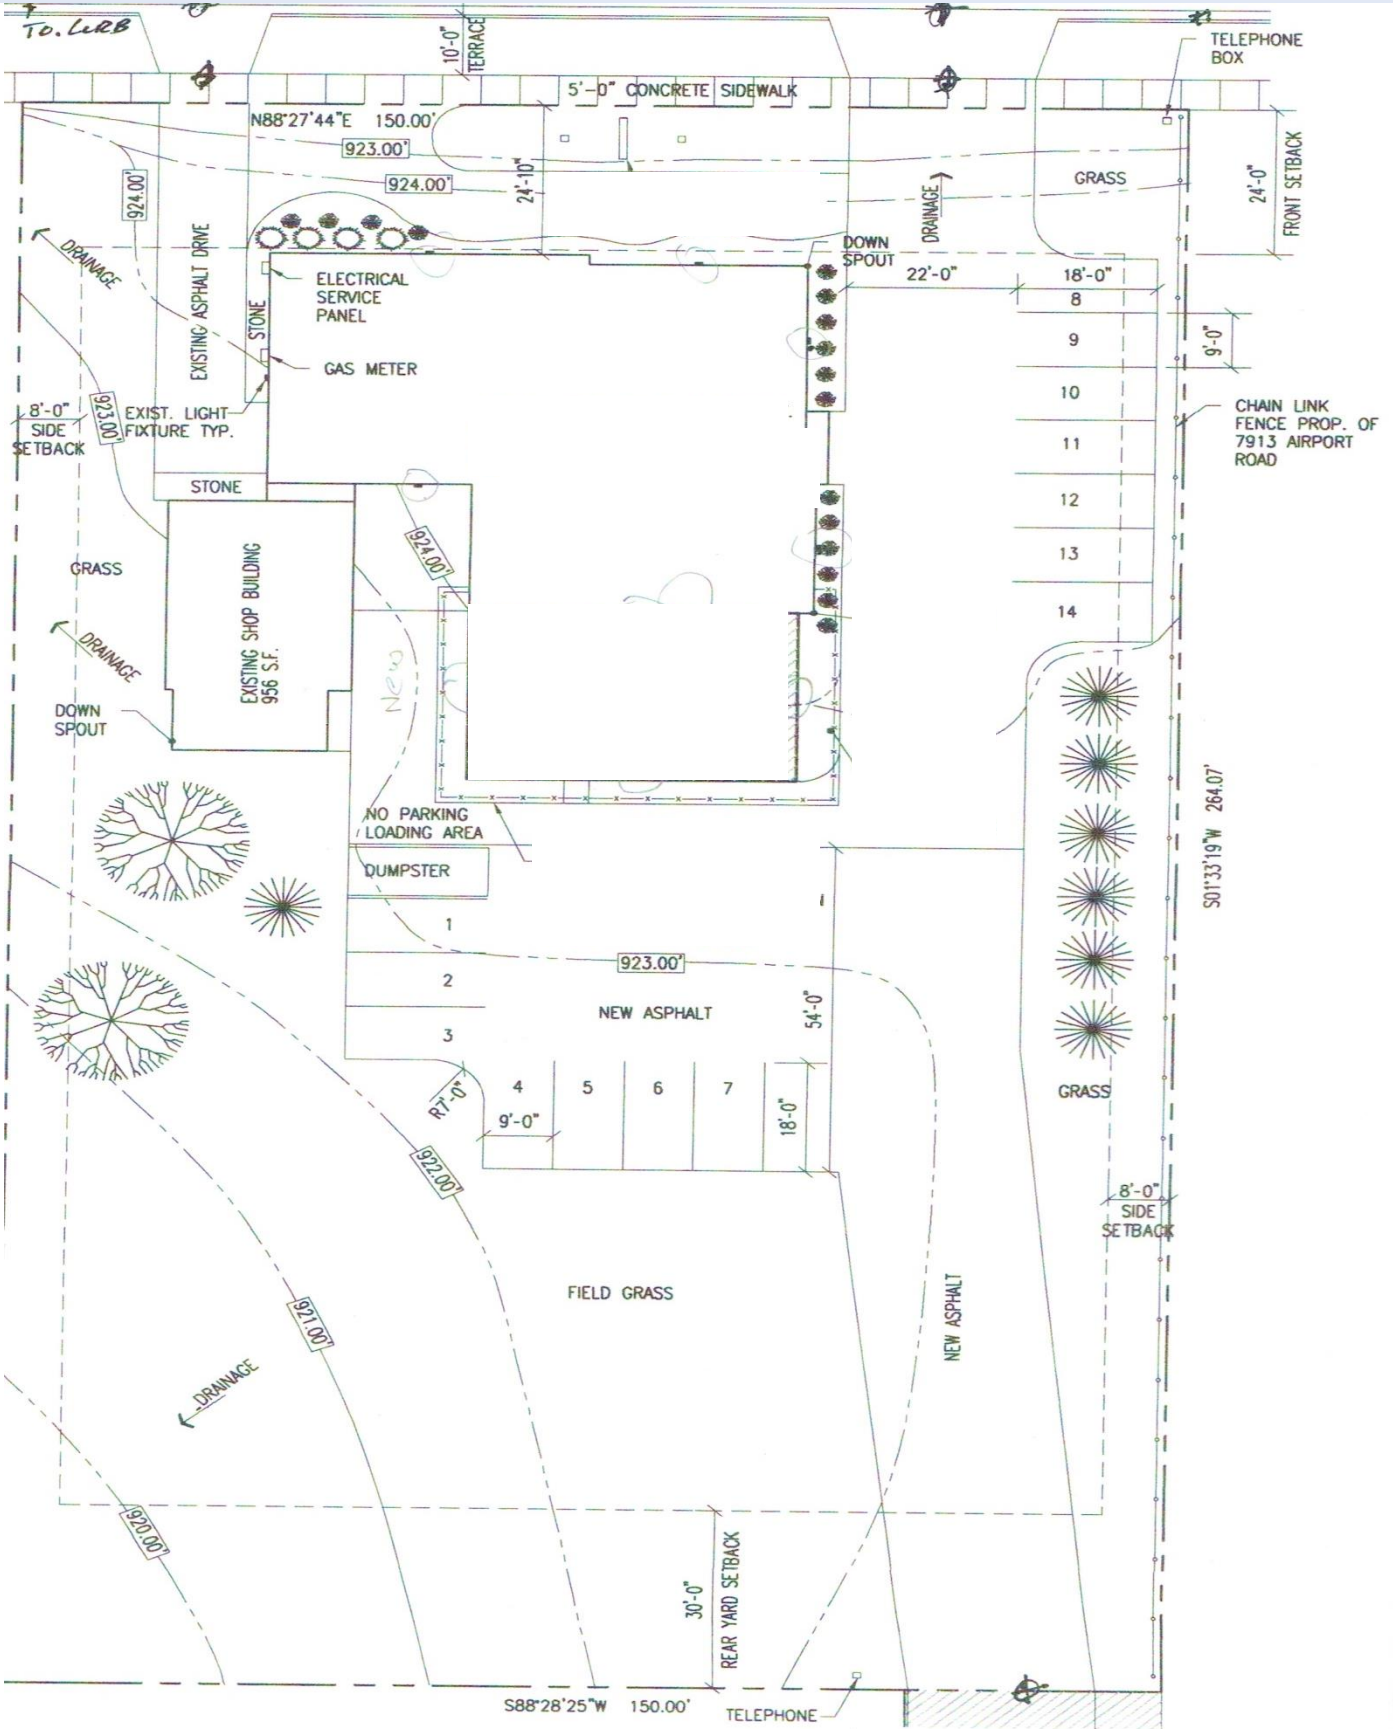 TO. CURB
10'-0"
TERRACE
TELEPHONE
BOX
5'-0" CONCRETE SIDEWALK
N88°27'44"E 150.00'
923.00'
924.00'
924.00'
24'-10"
DRAINAGE
GRASS
24'-0"
FRONT SETBACK
DRAINAGE
EXISTING ASPHALT DRIVE
STONE
ELECTRICAL
SERVICE
PANEL
DOWN
SPOUT
22'-0"
18'-0"
8
9
9'-0"
GAS METER
10
8'-0"
SIDE
SETBACK
923.00'
EXIST. LIGHT
FIXTURE TYP.
CHAIN LINK
FENCE PROP. OF
7913 AIRPORT
ROAD
11
STONE
12
924.00'
13
GRASS
EXISTING SHOP BUILDING
956 S.F.
14
DRAINAGE
New
DOWN
SPOUT
S01°33'19"W 264.07'
NO PARKING
LOADING AREA
DUMPSTER
1
923.00'
2
NEW ASPHALT
54'-0"
3
R7'-0"
4
5
6
7
9'-0"
18'-0"
GRASS
922.00'
8'-0"
SIDE
SETBACK
FIELD GRASS
921.00'
NEW ASPHALT
DRAINAGE
920.00'
30'-0"
REAR YARD SETBACK
S88°28'25"W 150.00'
TELEPHONE